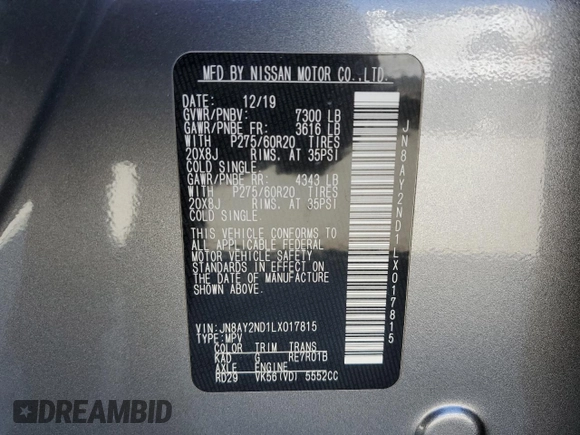 MFD BY NISSAN MOTOR CO.,LTD.
DATE: 12/19
GVWR/PNBV: 7300 LB
GAWR/PNBE FR: 3616 LB
WITH P275/60R20 TIRES
20X8J RIMS. AT 35PSI
COLD SINGLE
GAWR/PNBE RR: 4343 LB
WITH P275/60R20 TIRES
20X8J RIMS. AT 35PSI
COLD SINGLE
THIS VEHICLE CONFORMS TO
ALL APPLICABLE FEDERAL
MOTOR VEHICLE SAFETY
STANDARDS IN EFFECT ON
THE DATE OF MANUFACTURE
SHOWN ABOVE.
VIN:JN8AY2ND1LX017815
TYPE:MPV
COLOR TRIM TRANS
KAD G RE7R01B
AXLE ENGINE
RD29 VK56(VD) 5552CC
JN8AY2ND1LX017815
DREAMBID